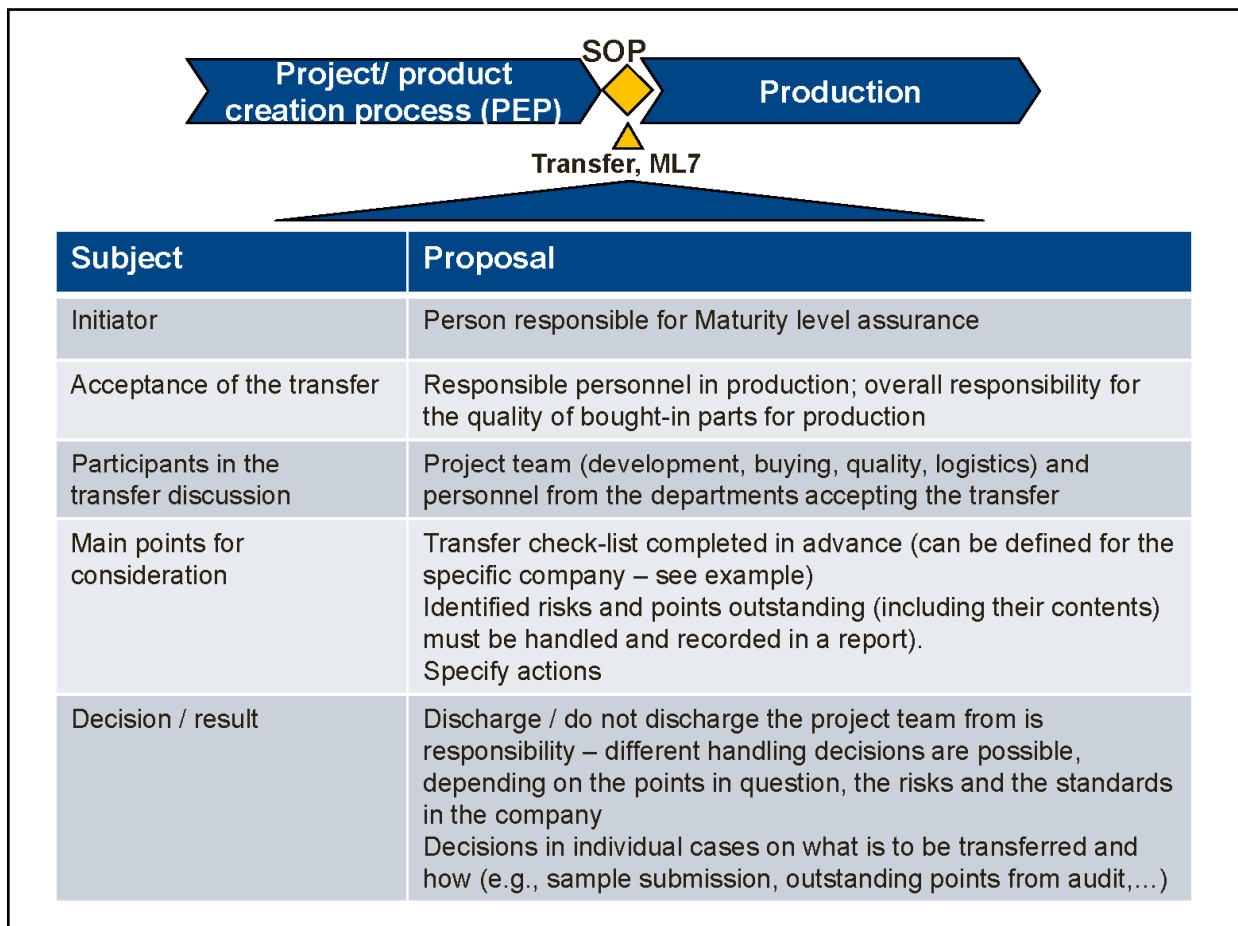 SOP
Project/ product
creation process (PEP)
Production
Transfer, ML7
Subject
Proposal
Initiator
Person responsible for Maturity level assurance
Acceptance of the transfer
Responsible personnel in production; overall responsibility for
the quality of bought-in parts for production
Participants in the
transfer discussion
Project team (development, buying, quality, logistics) and
personnel from the departments accepting the transfer
Main points for
consideration
Transfer check-list completed in advance (can be defined for the
specific company – see example)
Identified risks and points outstanding (including their contents)
must be handled and recorded in a report).
Specify actions
Decision / result
Discharge / do not discharge the project team from is
responsibility – different handling decisions are possible,
depending on the points in question, the risks and the standards
in the company
Decisions in individual cases on what is to be transferred and
how (e.g., sample submission, outstanding points from audit,...)